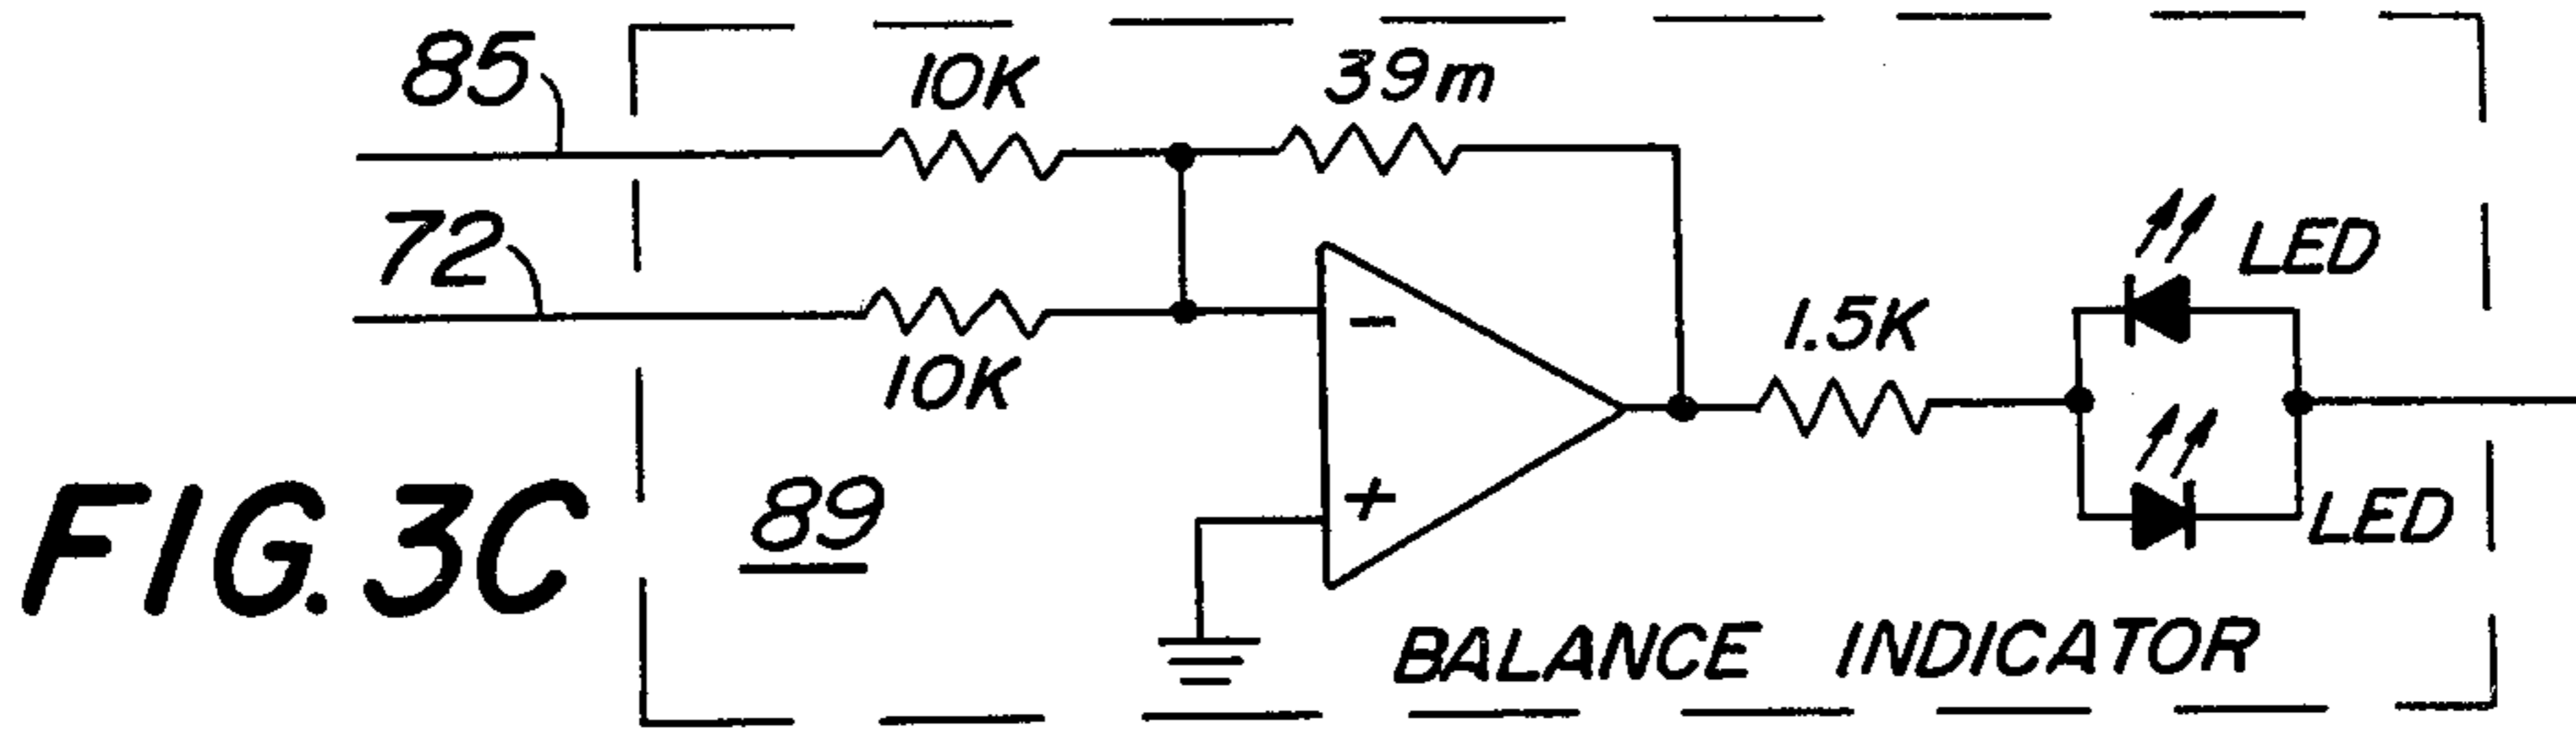 85
10K
39m
72
LED
1.5K
10K
-
+
89
LED
FIG. 3C
BALANCE INDICATOR